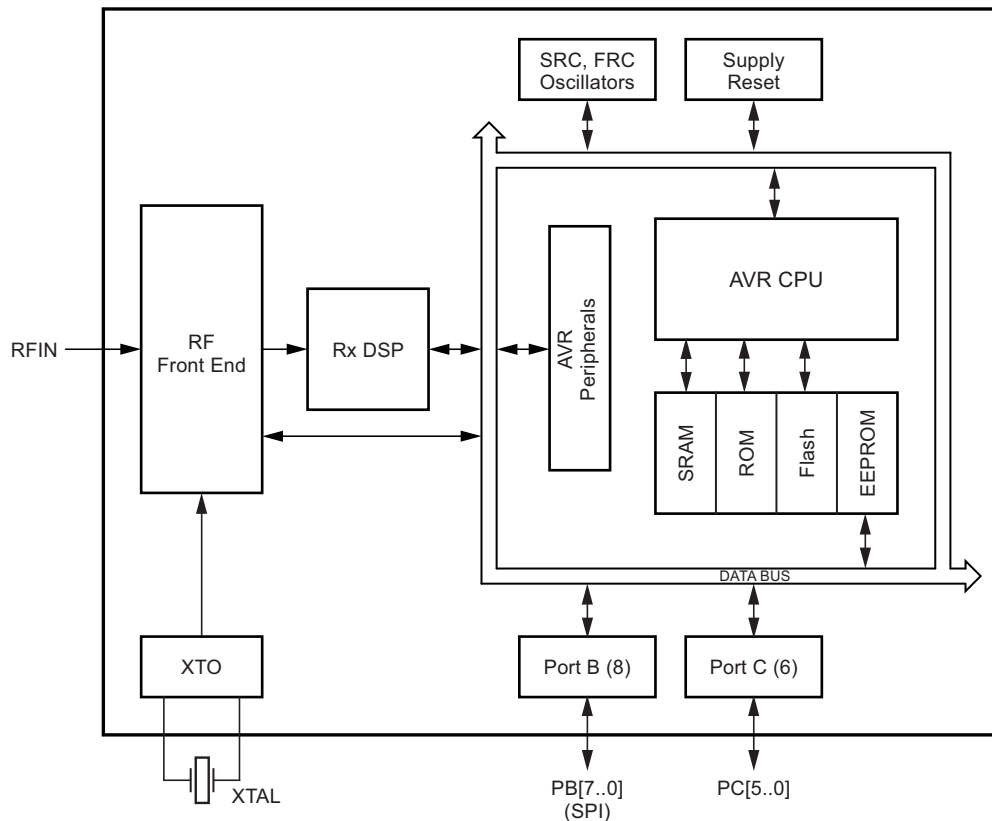 SRC, FRC
Oscillators
Supply
Reset
AVR CPU
RFIN
RF
Front End
Rx DSP
AVR
Peripherals
SRAM
ROM
Flash
EEPROM
DATA BUS
XTO
Port B (8)
Port C (6)
XTAL
PB[7..0]
(SPI)
PC[5..0]